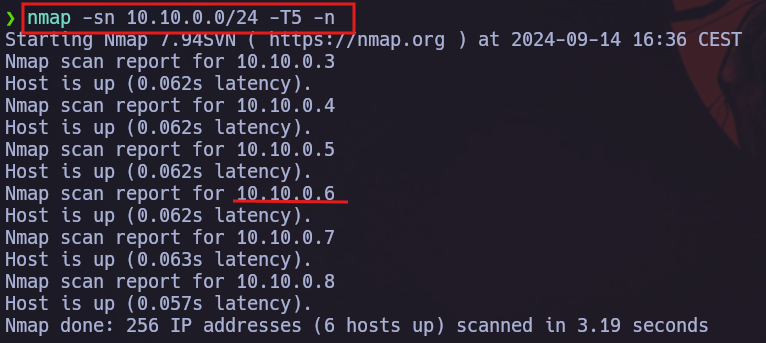 ❯ nmap -sn 10.10.0.0/24 -T5 -n
Starting Nmap 7.94SVN ( https://nmap.org ) at 2024-09-14 16:36 CEST
Nmap scan report for 10.10.0.3
Host is up (0.062s latency).
Nmap scan report for 10.10.0.4
Host is up (0.062s latency).
Nmap scan report for 10.10.0.5
Host is up (0.062s latency).
Nmap scan report for 10.10.0.6
Host is up (0.062s latency).
Nmap scan report for 10.10.0.7
Host is up (0.063s latency).
Nmap scan report for 10.10.0.8
Host is up (0.057s latency).
Nmap done: 256 IP addresses (6 hosts up) scanned in 3.19 seconds